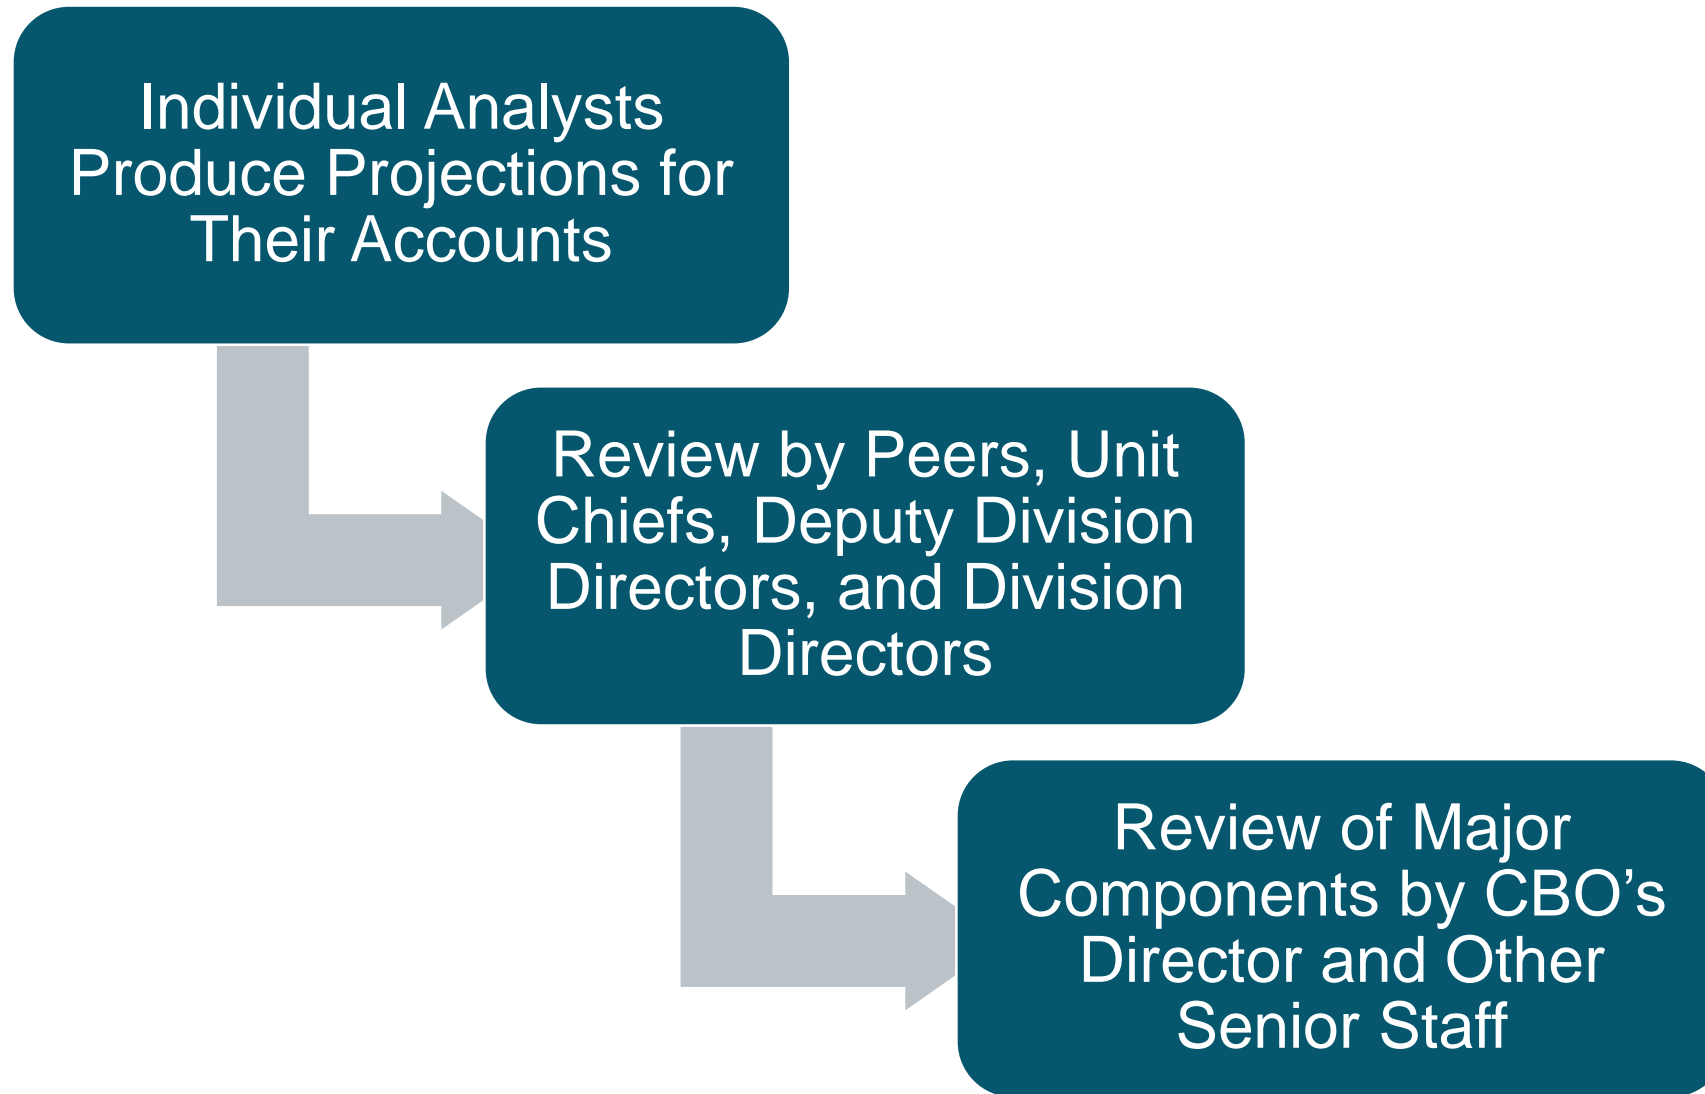 Individual Analysts
Produce Projections for
Their Accounts
Review by Peers, Unit
Chiefs, Deputy Division
Directors, and Division
Directors
Review of Major
Components by CBO’s
Director and Other
Senior Staff